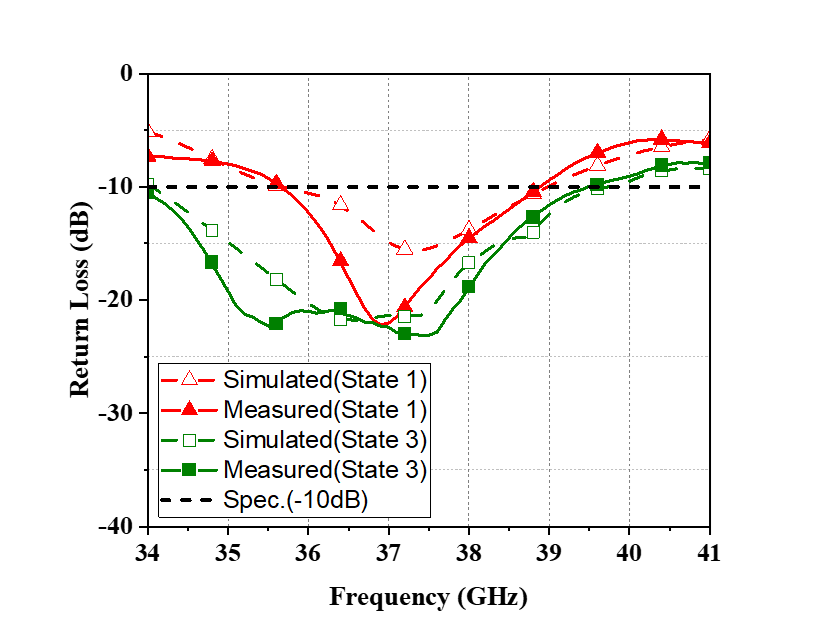 0
-10
-20
-30
-40
Return Loss (dB)
Simulated(State 1)
Measured(State 1)
Simulated(State 3)
Measured(State 3)
Spec.(-10dB)
34 35 36 37 38 39 40 41
Frequency (GHz)